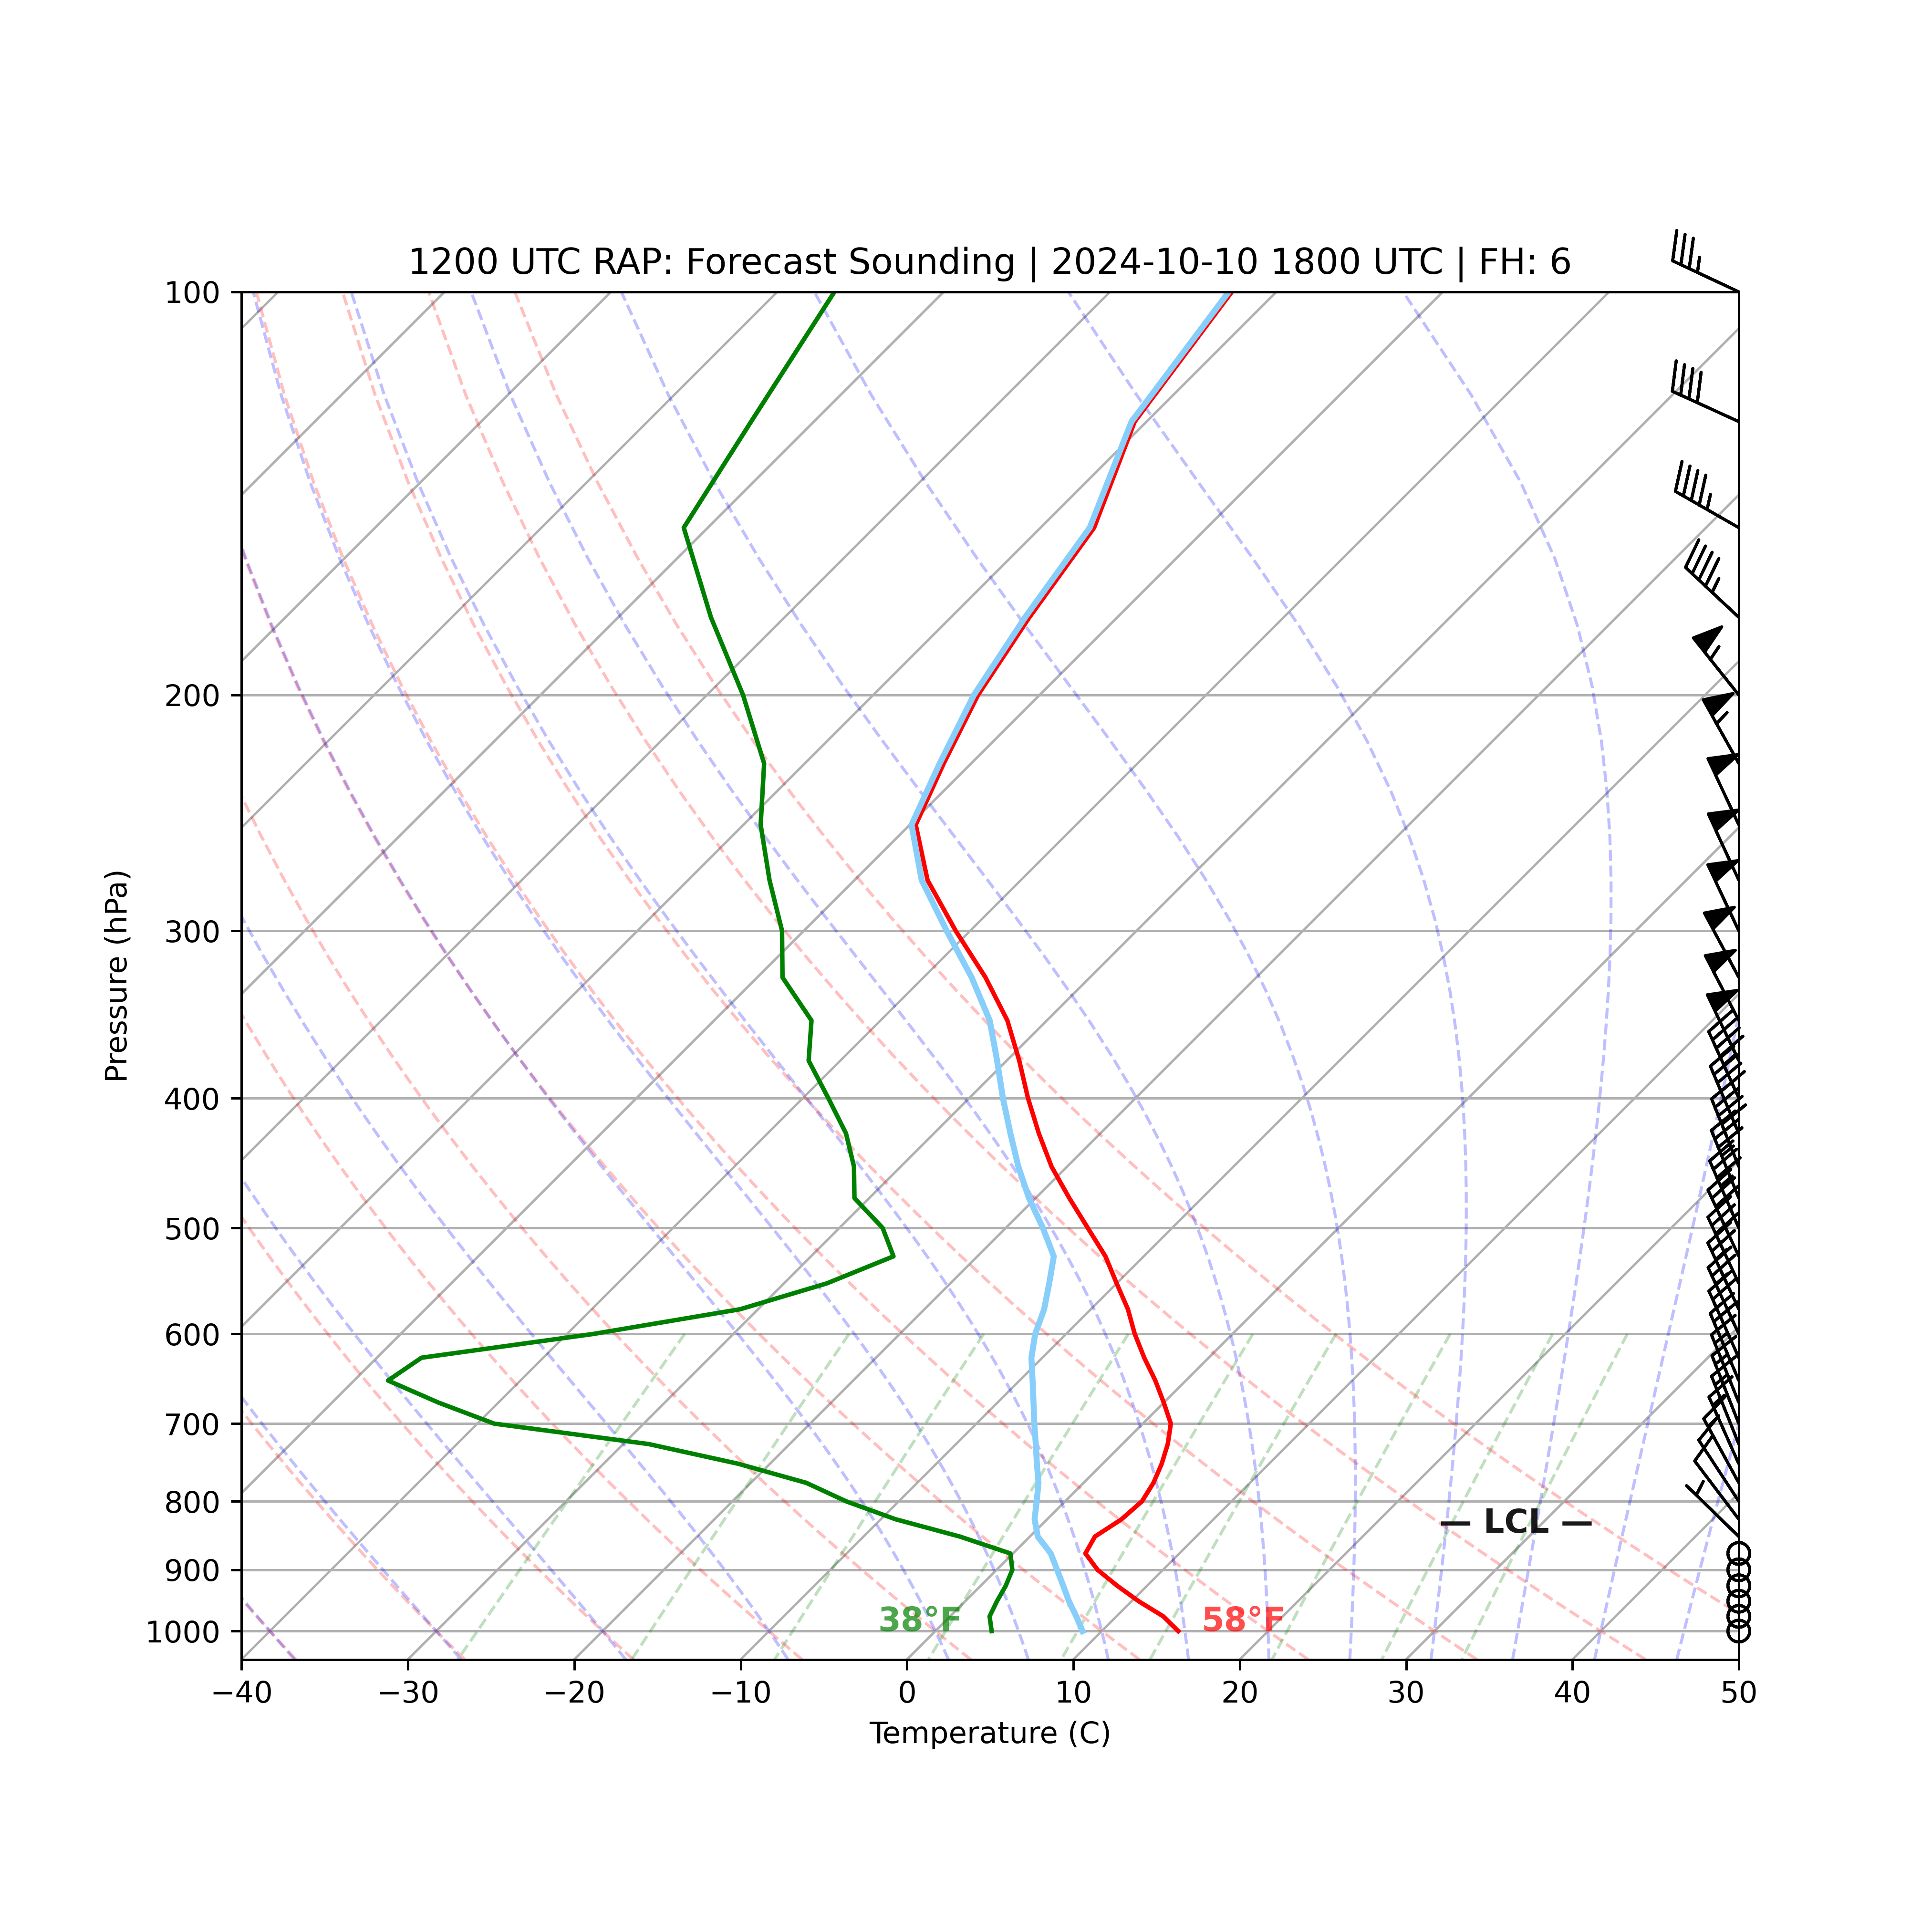 1200 UTC RAP: Forecast Sounding | 2024-10-10 1800 UTC | FH: 6
100
200
300
400
500
600
700
800
900
1000
Pressure (hPa)
— LCL —
38°F
58°F
−40 −30 −20 −10 0 10 20 30 40 50
Temperature (C)